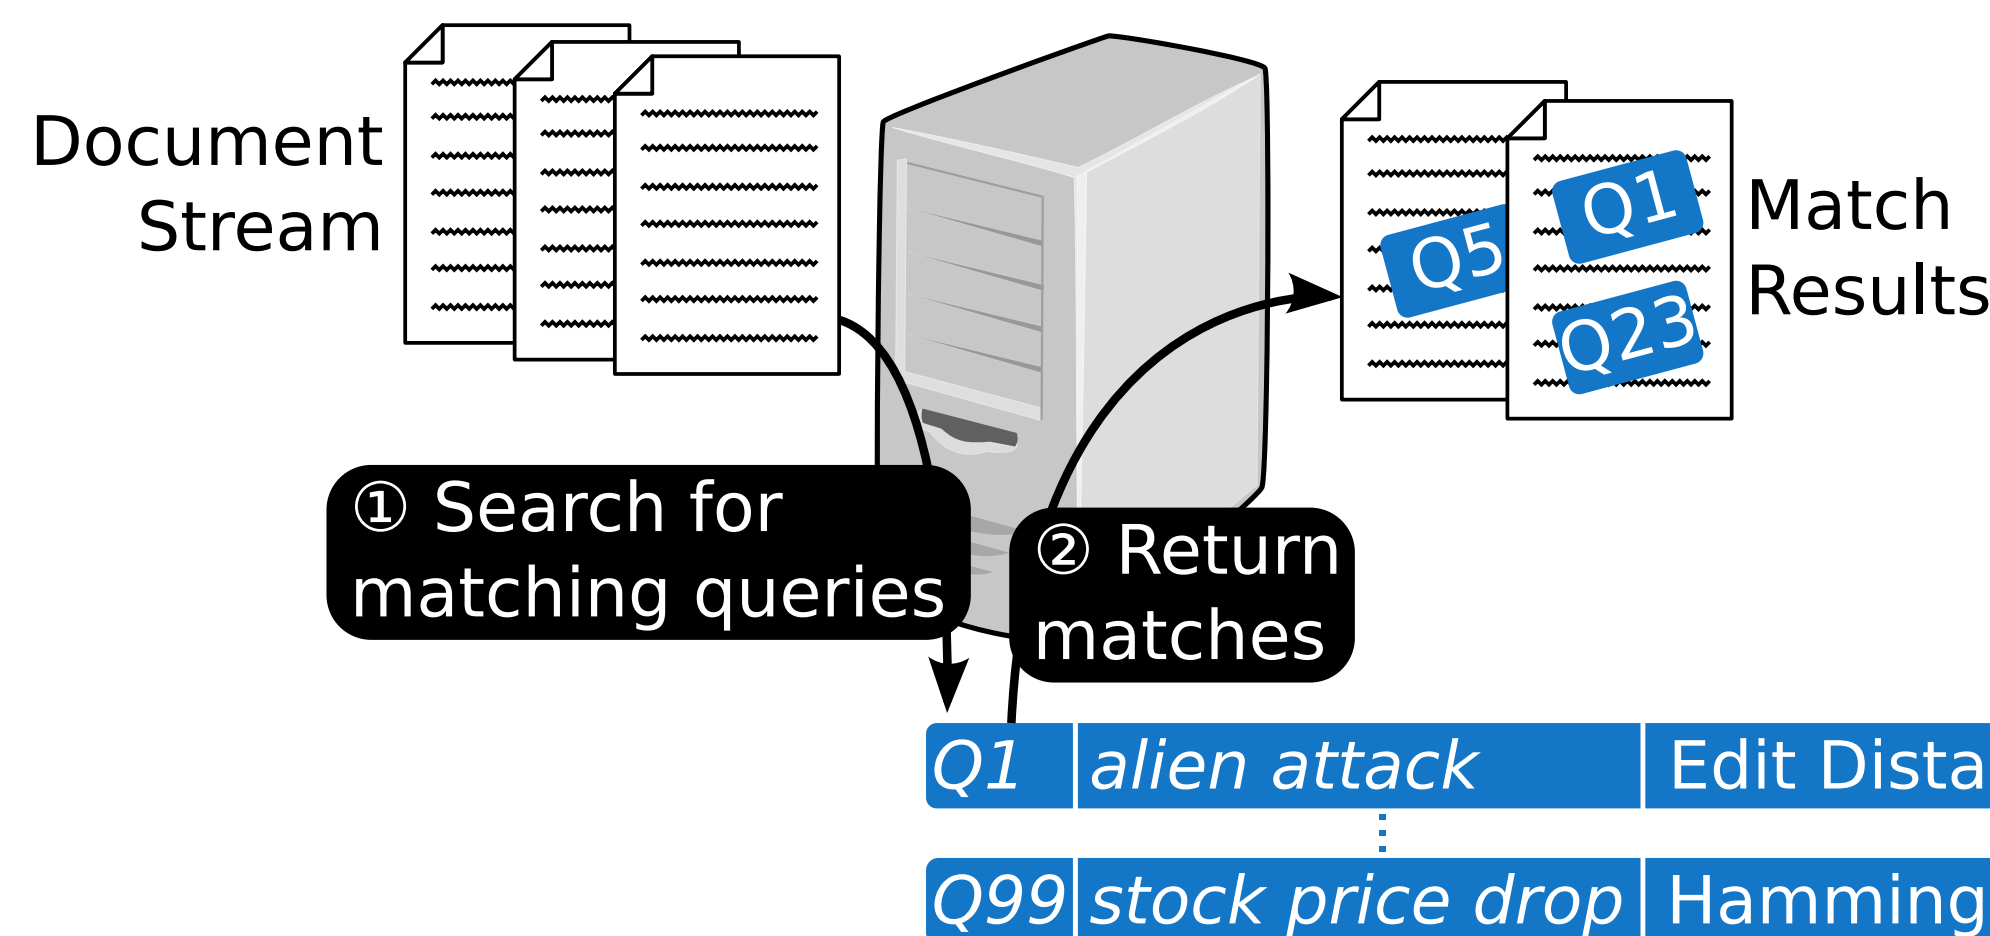 Document
Stream
① Search for
matching queries
② Return
matches
Q5
Q1
Q23
Match
Results
Q1 alien attack Edit Dista
Q99 stock price drop Hamming